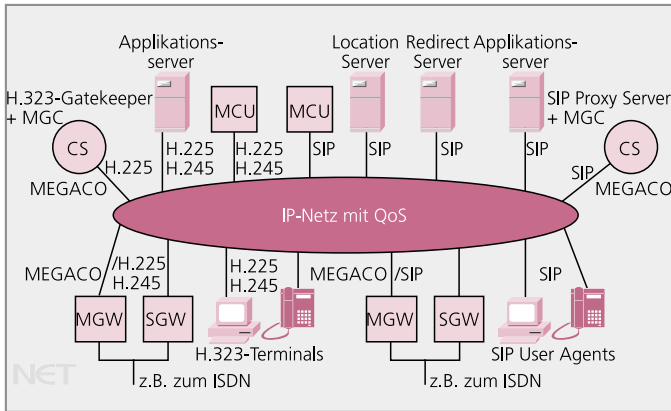 Applikations-
server
Location
Server
Redirect
Server
Applikations-
server
H.323-Gatekeeper
+ MGC
MCU
MCU
SIP Proxy Server
+ MGC
CS
CS
H.225
MEGACO
H.225
H.245
H.225
H.245
SIP
SIP
SIP
SIP
SIP
MEGACO
IP-Netz mit QoS
MEGACO
/H.225
H.245
H.225
H.245
MEGACO
/SIP
SIP
MGW
SGW
MGW
SGW
H.323-Terminals
SIP User Agents
NET
z.B. zum ISDN
z.B. zum ISDN